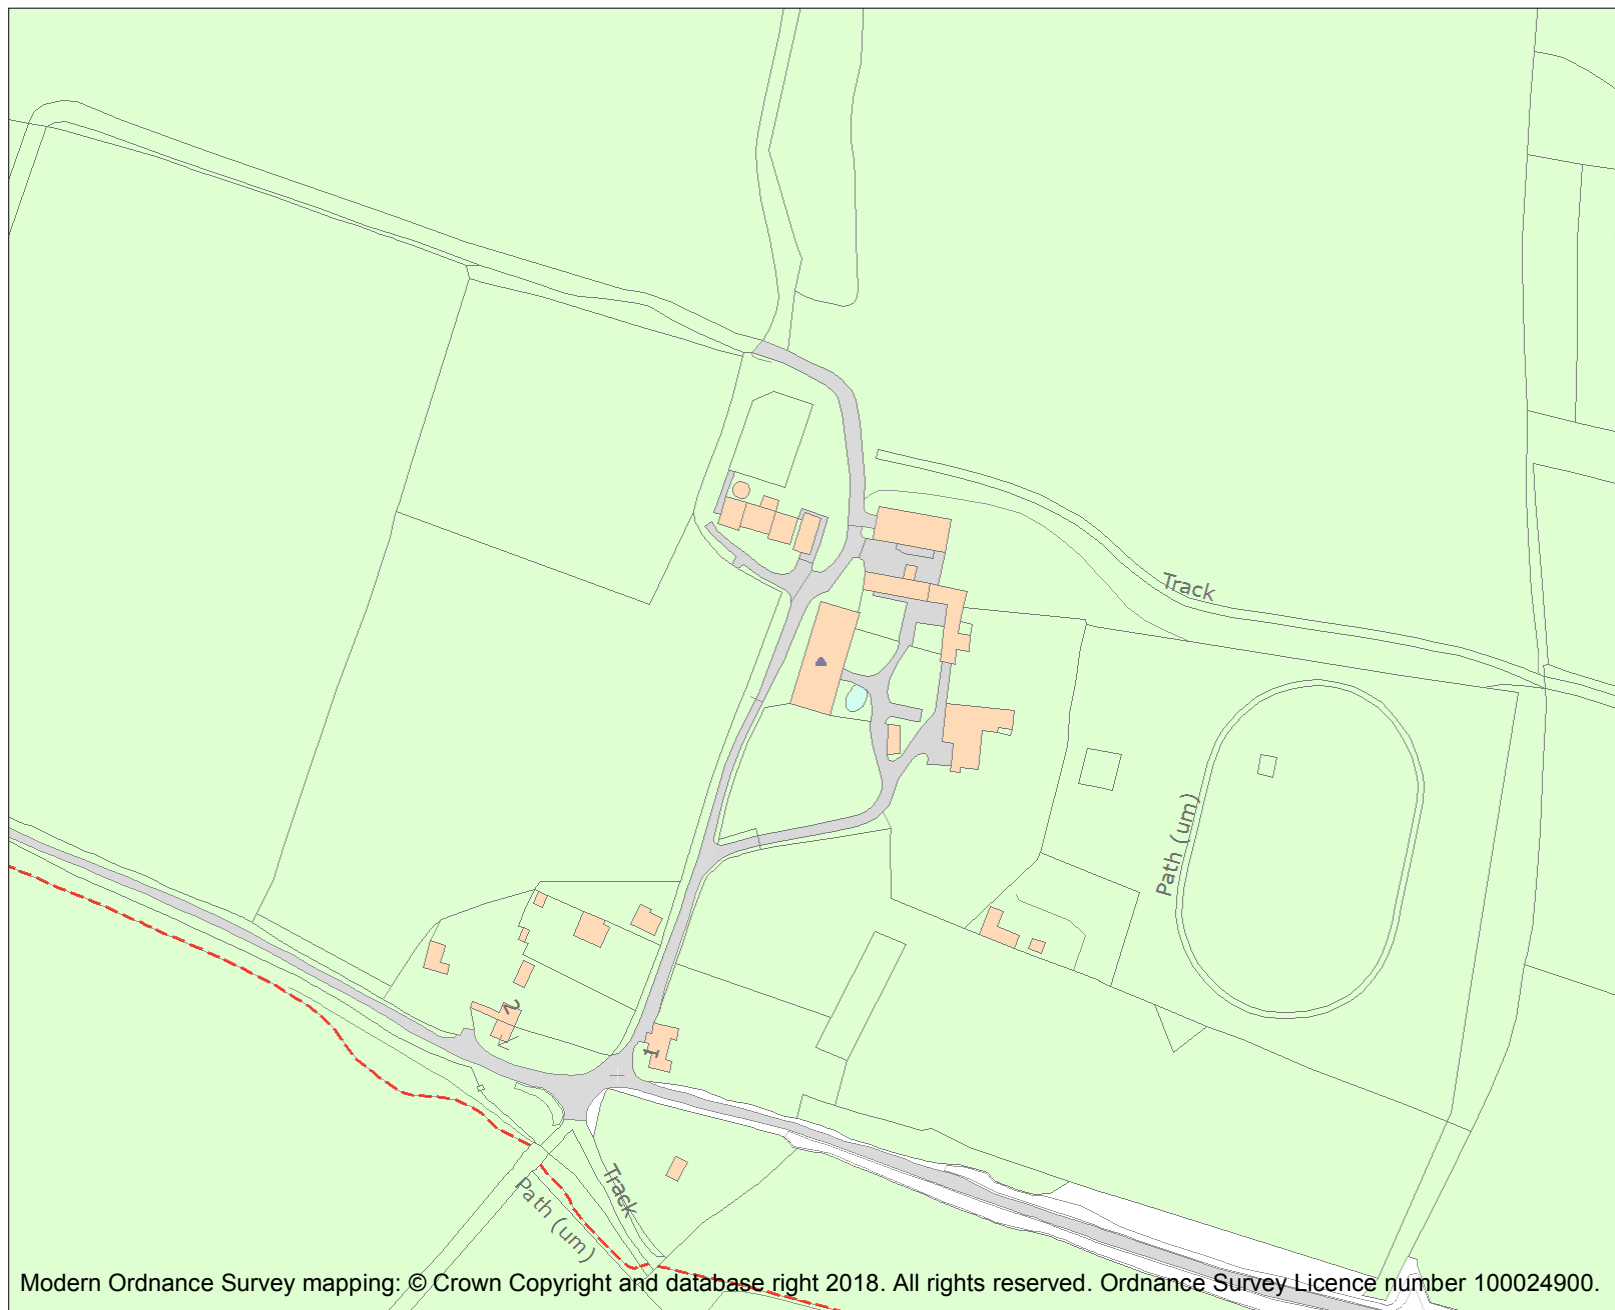 Track
Path (um)
2
1
1
Track
Path (um)
Modern Ordnance Survey mapping: © Crown Copyright and database right 2018. All rights reserved. Ordnance Survey Licence number 100024900.